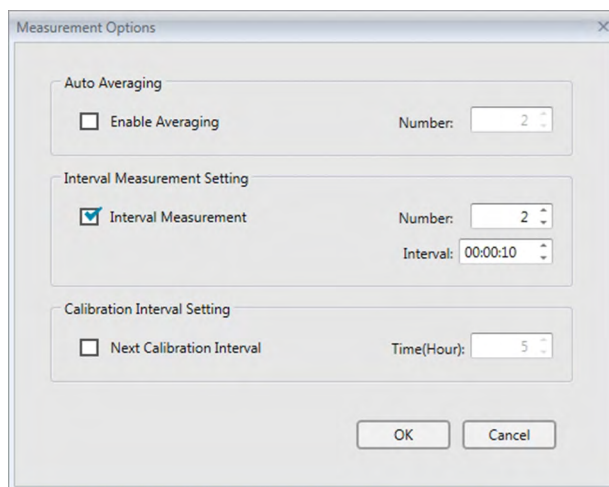 Measurement Options
Auto Averaging
Enable Averaging Number: 2
Interval Measurement Setting
Interval Measurement Number: 2
Interval: 00:00:10
Calibration Interval Setting
Next Calibration Interval Time(Hour): 5
OK Cancel